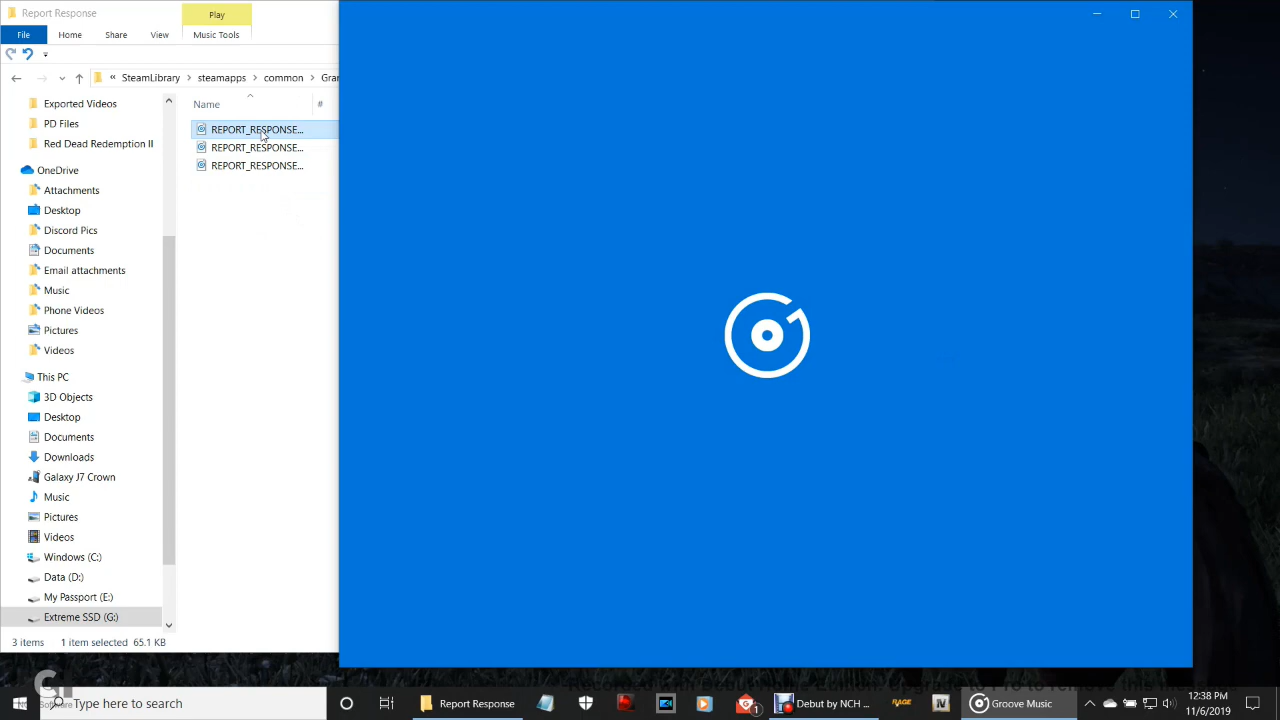 Report Response
Play
File
Home
Share
View
Music Tools
« SteamLibrary > steamapps > common > Gran
Exported Videos
PD Files
Red Dead Redemption II
OneDrive
Attachments
Desktop
Discord Pics
Documents
Email attachments
Music
Phone Videos
Pictures
Videos
This PC
3D Objects
Desktop
Documents
Downloads
Galaxy J7 Crown
Music
Pictures
Videos
Windows (C:)
Data (D:)
My Passport (E:)
Extreme SSD (G:)
Name
#
REPORT_RESPONSE...
REPORT_RESPONSE...
REPORT_RESPONSE...
3 items
1 item selected 65.1 KB
Type here to search
Report Response
1
Debut by NCH ...
RAGE
IV
Groove Music
12:38 PM
11/6/2019